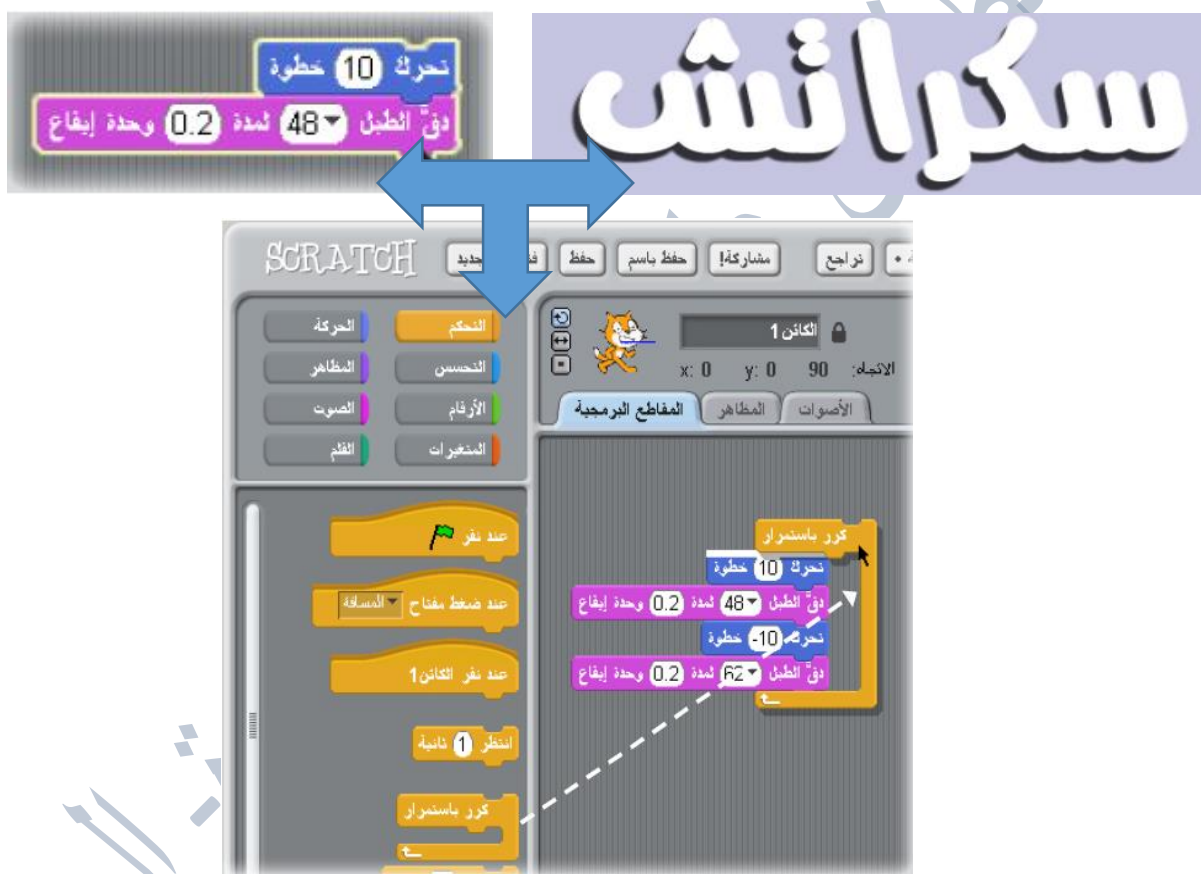 سكراتش
تحرك 10 خطوة
دقّ الطبل 48 لمدة 0.2 وحدة إيقاع
SCRATCH
جديد
حفظ
حفظ باسم
مشاركة!
تراجع
التحكم
الحركة
التحسس
المظاهر
الأرقام
الصوت
المتغيرات
القلم
الكائن1
الاتجاه: 90 y: 0 x: 0
المقاطع البرمجية
المظاهر
الأصوات
عند نقر
عند ضغط مفتاح المسافة
عند نقر الكائن1
انتظر 1 ثانية
كرر باستمرار
كرر باستمرار
تحرك 10 خطوة
دقّ الطبل 48 لمدة 0.2 وحدة إيقاع
تحرك -10 خطوة
دقّ الطبل 62 لمدة 0.2 وحدة إيقاع